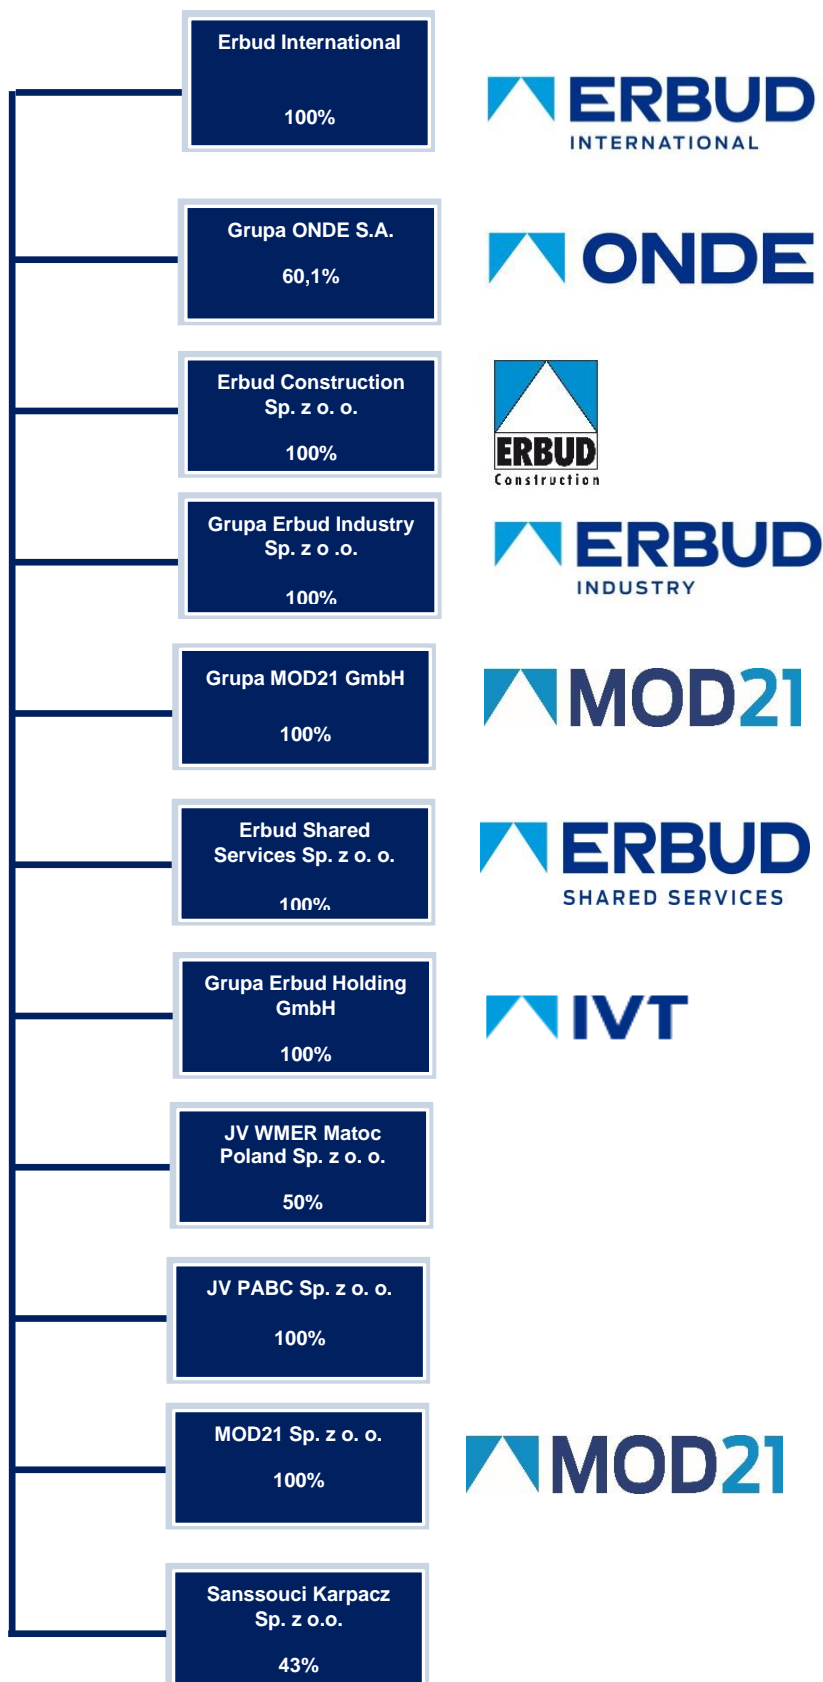 Erbud International
100%
ERBUD
INTERNATIONAL
Grupa ONDE S.A.
60,1%
ONDE
Erbud Construction
Sp. z o. o.
100%
ERBUD
Construction
Grupa Erbud Industry
Sp. z o .o.
100%
ERBUD
INDUSTRY
Grupa MOD21 GmbH
100%
MOD21
Erbud Shared
Services Sp. z o. o.
100%
ERBUD
SHARED SERVICES
Grupa Erbud Holding
GmbH
100%
IVT
JV WMER Matoc
Poland Sp. z o. o.
50%
JV PABC Sp. z o. o.
100%
MOD21 Sp. z o. o.
100%
MOD21
Sanssouci Karpacz
Sp. z o.o.
43%